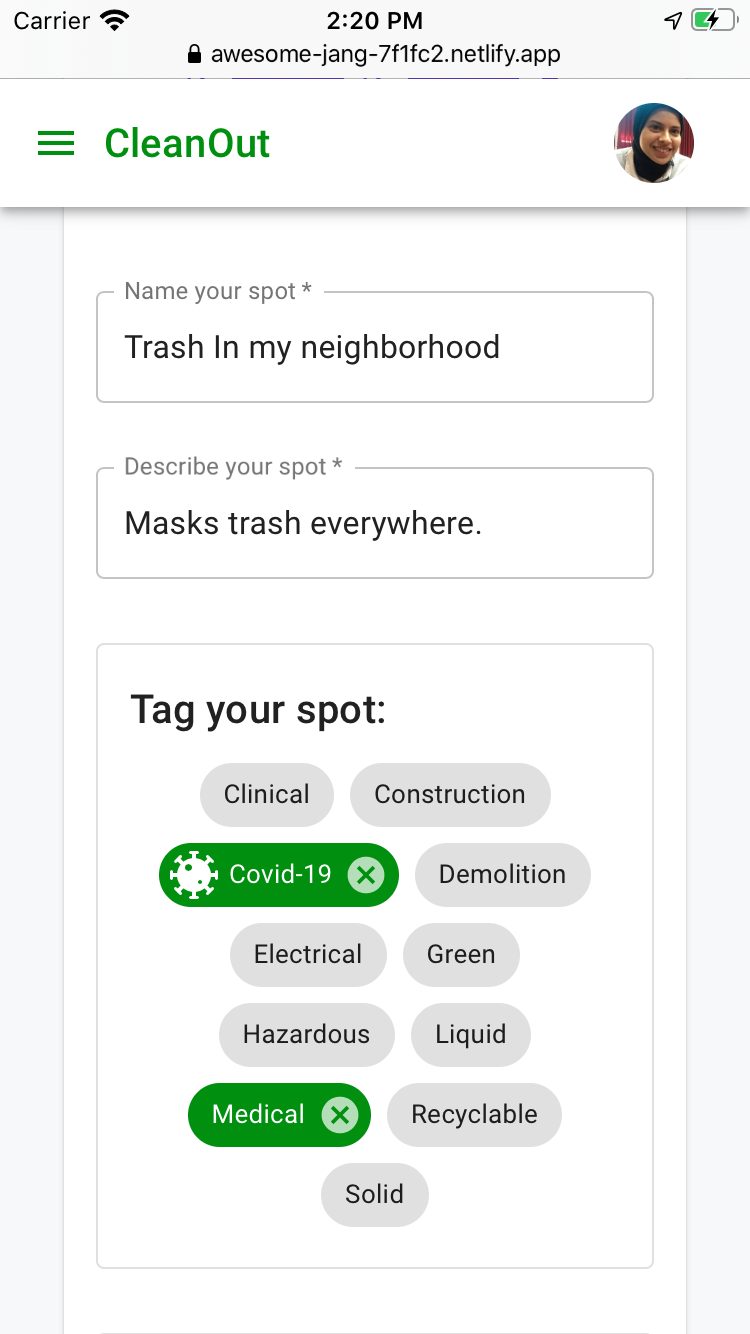 Carrier 2:20 PM
awesome-jang-7f1fc2.netlify.app
CleanOut
Name your spot *
Trash In my neighborhood
Describe your spot *
Masks trash everywhere.
Tag your spot:
Clinical Construction
Covid-19 Demolition
Electrical Green
Hazardous Liquid
Medical Recyclable
Solid